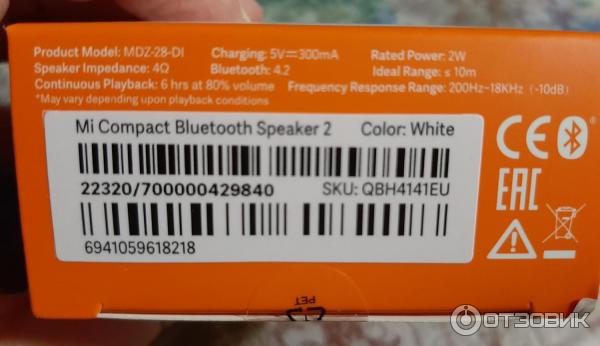 Product Model: MDZ-28-DI Charging: 5V⎓300mA Rated Power: 2W
Speaker Impedance: 4Ω Bluetooth: 4.2 Ideal Range: ≤ 10m
Continuous Playback: 6 hrs at 80% volume Frequency Response Range: 200Hz~18KHz (-10dB)
*May vary depending upon playback conditions
Mi Compact Bluetooth Speaker 2 Color: White
22320/700000429840 SKU: QBH4141EU
6941059618218
CE
EAC
PET
ОТЗОВИК